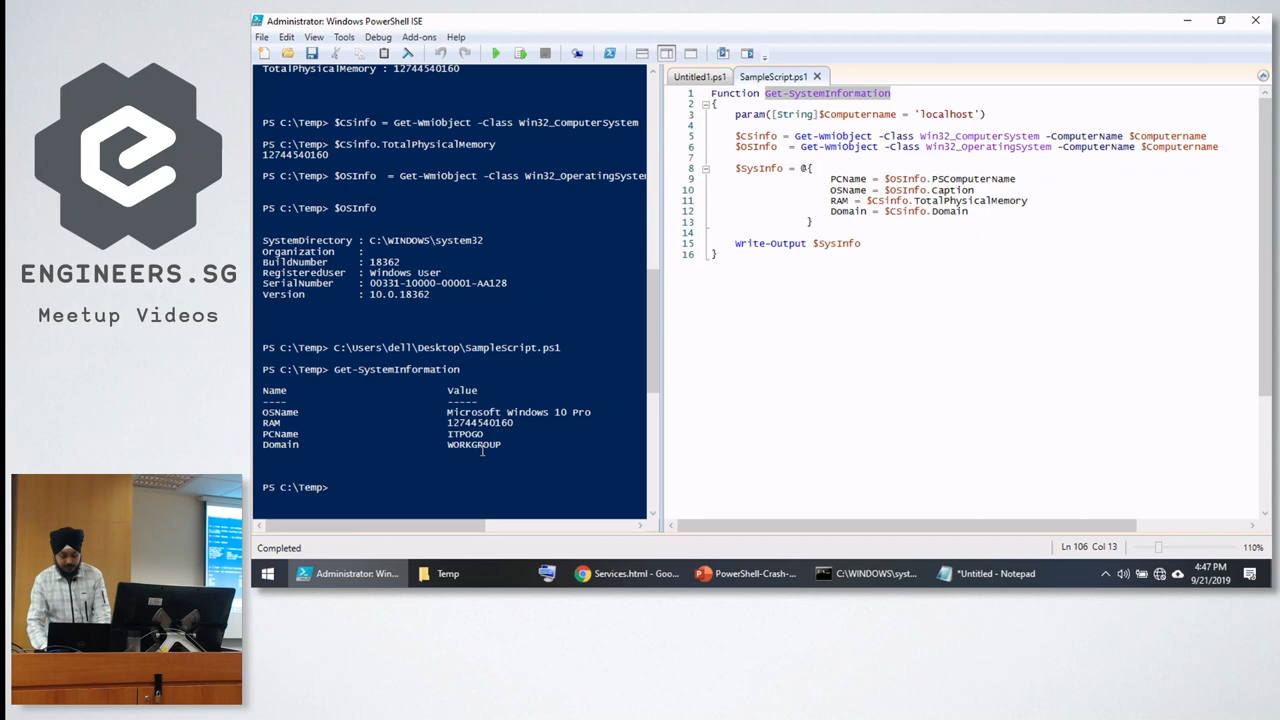 ENGINEERS.SG
Meetup Videos
Administrator: Windows PowerShell ISE
File Edit View Tools Debug Add-ons Help
TotalPhysicalMemory : 12744540160
PS C:\Temp> $CSinfo = Get-WmiObject -Class Win32_ComputerSystem
PS C:\Temp> $CSinfo.TotalPhysicalMemory
12744540160
PS C:\Temp> $OSInfo = Get-WmiObject -Class Win32_OperatingSystem
PS C:\Temp> $OSInfo
SystemDirectory : C:\WINDOWS\system32
Organization :
BuildNumber : 18362
RegisteredUser : Windows User
SerialNumber : 00331-10000-00001-AA128
Version : 10.0.18362
PS C:\Temp> C:\Users\dell\Desktop\SampleScript.ps1
PS C:\Temp> Get-SystemInformation
Name Value
---- -----
OSName Microsoft Windows 10 Pro
RAM 12744540160
PCName ITPOGO
Domain WORKGROUP
PS C:\Temp>
Untitled1.ps1 SampleScript.ps1
1 Function Get-SystemInformation
2 {
3 param([String]$Computername = 'localhost')
4
5 $CSinfo = Get-WmiObject -Class Win32_ComputerSystem -ComputerName $Computername
6 $OSInfo = Get-WmiObject -Class Win32_OperatingSystem -ComputerName $Computername
7
8 $SysInfo = @{
9 PCName = $OSInfo.PSComputerName
10 OSName = $OSInfo.Caption
11 RAM = $CSinfo.TotalPhysicalMemory
12 Domain = $CSinfo.Domain
13 }
14
15 Write-Output $SysInfo
16 }
Completed
Ln 106 Col 13
110%
Administrator: Win...
Temp
Services.html - Goo...
PowerShell-Crash-...
C:\WINDOWS\syst...
*Untitled - Notepad
4:47 PM
9/21/2019